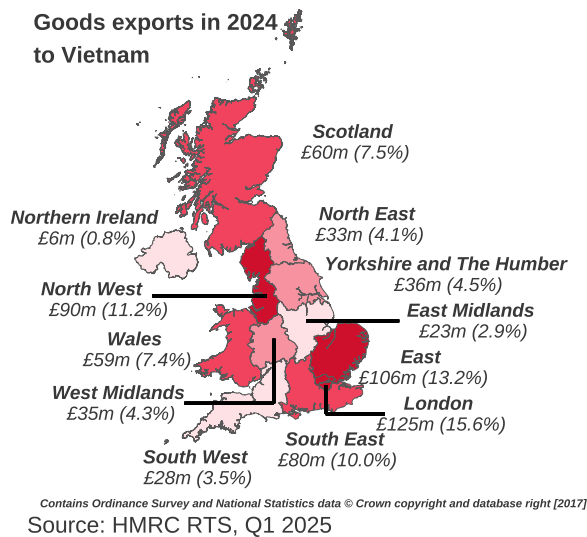 Goods exports in 2024
to Vietnam
Scotland
£60m (7.5%)
Northern Ireland
£6m (0.8%)
North East
£33m (4.1%)
Yorkshire and The Humber
£36m (4.5%)
North West
£90m (11.2%)
East Midlands
£23m (2.9%)
Wales
£59m (7.4%)
East
£106m (13.2%)
West Midlands
£35m (4.3%)
London
£125m (15.6%)
South East
£80m (10.0%)
South West
£28m (3.5%)
Contains Ordinance Survey and National Statistics data © Crown copyright and database right [2017]
Source: HMRC RTS, Q1 2025